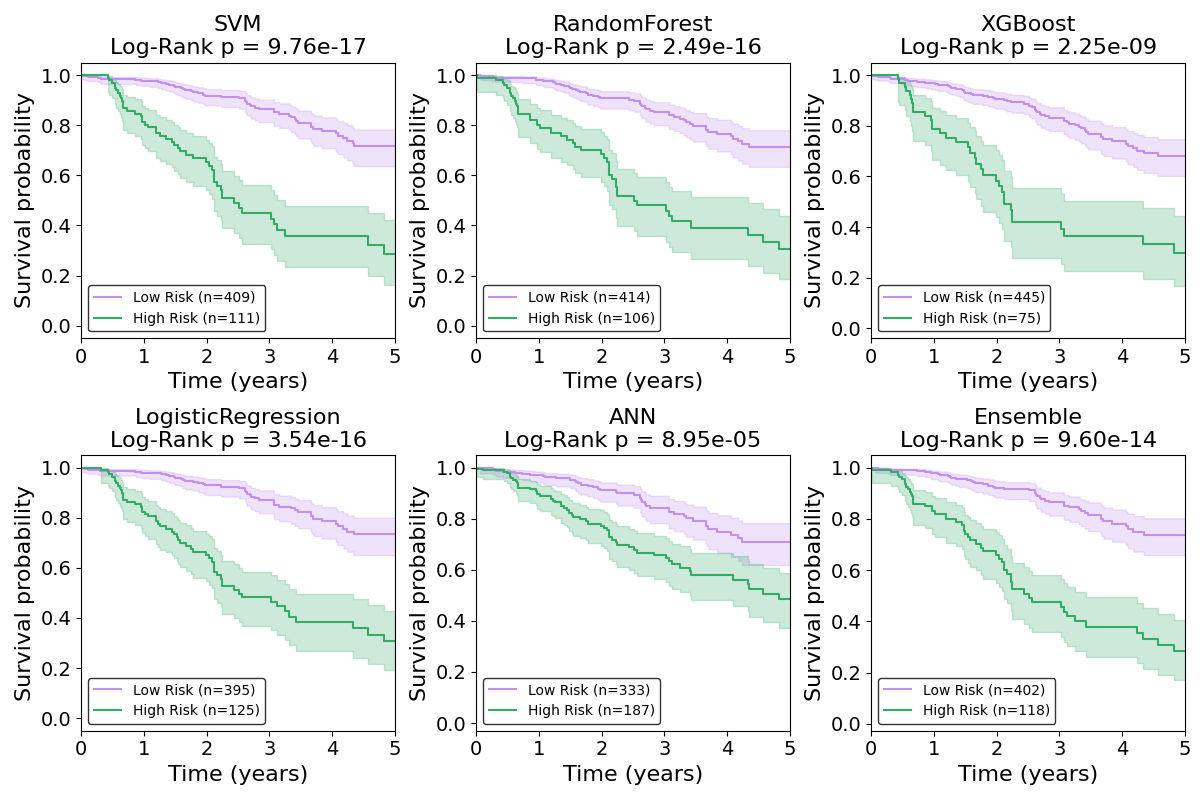 SVM
Log-Rank p = 9.76e-17
Survival probability
1.0
0.8
0.6
0.4
0.2
0.0
Low Risk (n=409)
High Risk (n=111)
0 1 2 3 4 5
Time (years)
RandomForest
Log-Rank p = 2.49e-16
Survival probability
1.0
0.8
0.6
0.4
0.2
0.0
Low Risk (n=414)
High Risk (n=106)
0 1 2 3 4 5
Time (years)
XGBoost
Log-Rank p = 2.25e-09
Survival probability
1.0
0.8
0.6
0.4
0.2
0.0
Low Risk (n=445)
High Risk (n=75)
0 1 2 3 4 5
Time (years)
LogisticRegression
Log-Rank p = 3.54e-16
Survival probability
1.0
0.8
0.6
0.4
0.2
0.0
Low Risk (n=395)
High Risk (n=125)
0 1 2 3 4 5
Time (years)
ANN
Log-Rank p = 8.95e-05
Survival probability
1.0
0.8
0.6
0.4
0.2
0.0
Low Risk (n=333)
High Risk (n=187)
0 1 2 3 4 5
Time (years)
Ensemble
Log-Rank p = 9.60e-14
Survival probability
1.0
0.8
0.6
0.4
0.2
0.0
Low Risk (n=402)
High Risk (n=118)
0 1 2 3 4 5
Time (years)